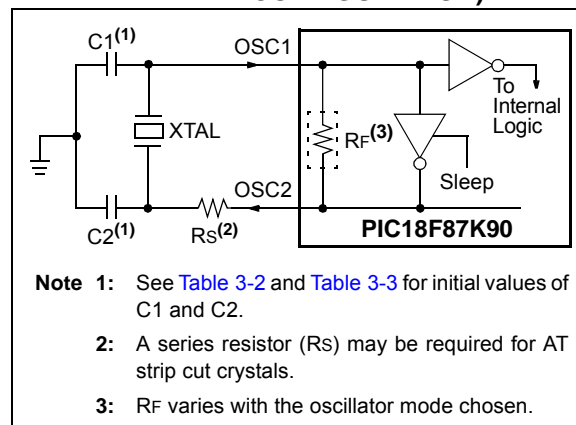 C1(1)
OSC1
To
Internal
Logic
XTAL
RF(3)
Sleep
OSC2
C2(1)
RS(2)
PIC18F87K90
Note 1: See Table 3-2 and Table 3-3 for initial values of
C1 and C2.
2: A series resistor (RS) may be required for AT
strip cut crystals.
3: RF varies with the oscillator mode chosen.